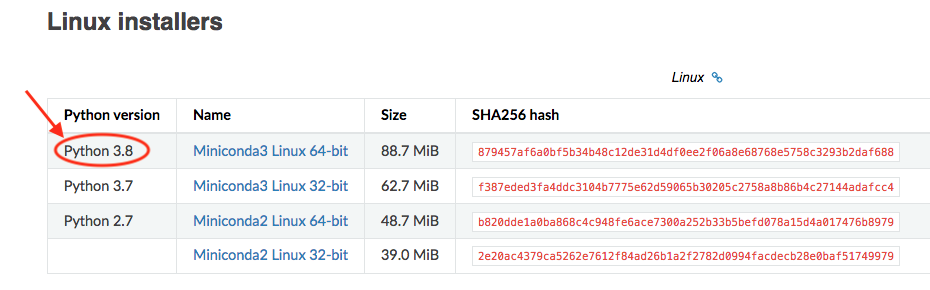 Linux installers
Linux
Python version Name Size SHA256 hash
Python 3.8 Miniconda3 Linux 64-bit 88.7 MiB 879457af6a0bf5b34b48c12de31d4df0ee2f06a8e68768e5758c3293b2daf688
Python 3.7 Miniconda3 Linux 32-bit 62.7 MiB f387eded3fa4ddc3104b7775e62d59065b30205c2758a8b86b4c27144adafcc4
Python 2.7 Miniconda2 Linux 64-bit 48.7 MiB b820dde1a0ba868c4c948fe6ace7300a252b33b5befd078a15d4a017476b8979
Miniconda2 Linux 32-bit 39.0 MiB 2e20ac4379ca5262e7612f84ad26b1a2f2782d0994facdecb28e0baf51749979